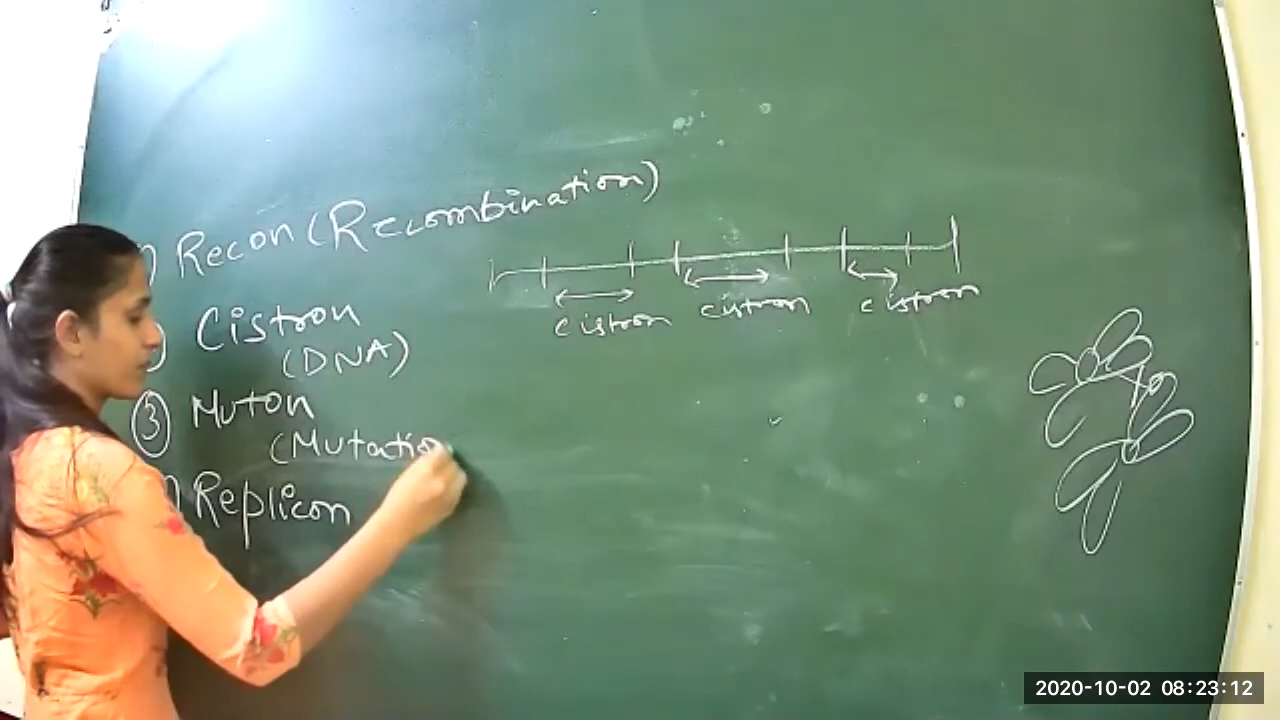 ) Recon (Recombination)
) Cistron
(DNA)
③ Muton
(Mutatio
) Replicon
cistron cistron cistron
2020-10-02 08:23:12